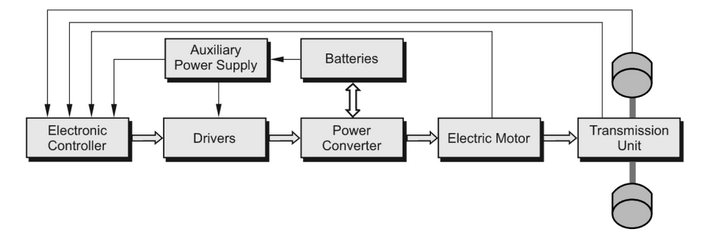 Auxiliary
Power Supply
Batteries
Electronic
Controller
Drivers
Power
Converter
Electric Motor
Transmission
Unit